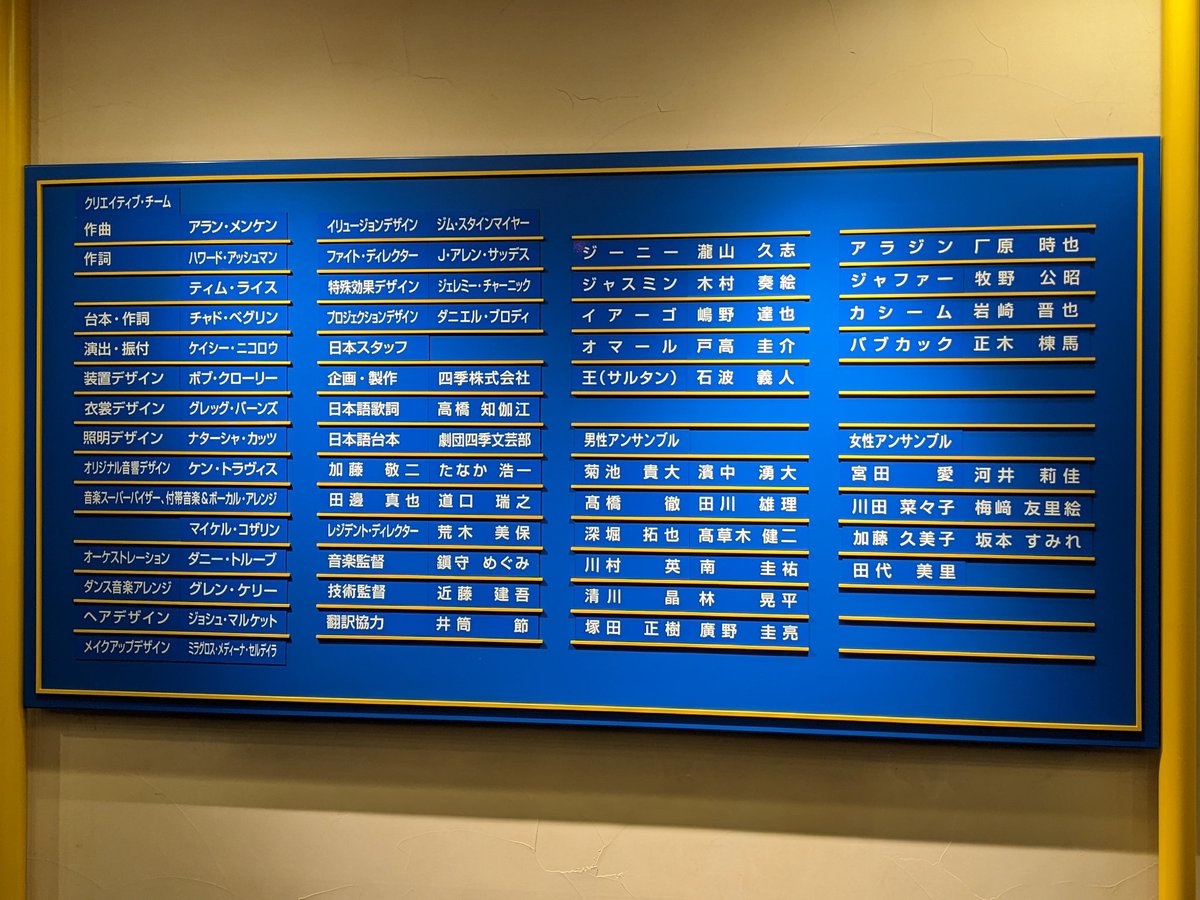 クリエイティブ・チーム
作曲 アラン・メンケン
作詞 ハワード・アッシュマン
ティム・ライス
台本・作詞 チャド・ベグリン
演出・振付 ケイシー・ニコロウ
装置デザイン ボブ・クローリー
衣裳デザイン グレッグ・バーンズ
照明デザイン ナターシャ・カッツ
オリジナル音響デザイン ケン・トラヴィス
音楽スーパーバイザー、付帯音楽&ボーカル・アレンジ
マイケル・コザリン
オーケストレーション ダニー・トルーブ
ダンス音楽アレンジ グレン・ケリー
ヘアデザイン ジョシュ・マルケット
メイクアップデザイン ミラグロス・メディーナ・セルデイラ
イリュージョンデザイン ジム・スタインマイヤー
ファイト・ディレクター J・アレン・サッデス
特殊効果デザイン ジェレミー・チャーニック
プロジェクションデザイン ダニエル・ブロディ
日本スタッフ
企画・製作 四季株式会社
日本語歌詞 高橋 知伽江
日本語台本 劇団四季文芸部
加藤 敬二 たなか 浩一
田邊 真也 道口 瑞之
レジデント・ディレクター 荒木 美保
音楽監督 鎮守 めぐみ
技術監督 近藤 建吾
翻訳協力 井筒 節
ジーニー 瀧山 久志
ジャスミン 木村 奏絵
イアーゴ 嶋野 達也
オマール 戸高 圭介
王(サルタン) 石波 義人
男性アンサンブル
菊池 貴大 濱中 湧大
髙橋 徹 田川 雄理
深堀 拓也 髙草木 健二
川村 英 南 圭祐
清川 晶 林 晃平
塚田 正樹 廣野 圭亮
アラジン 厂原 時也
ジャファー 牧野 公昭
カシーム 岩崎 晋也
バブカック 正木 棟馬
女性アンサンブル
宮田 愛 河井 莉佳
川田 菜々子 梅﨑 友里絵
加藤 久美子 坂本 すみれ
田代 美里